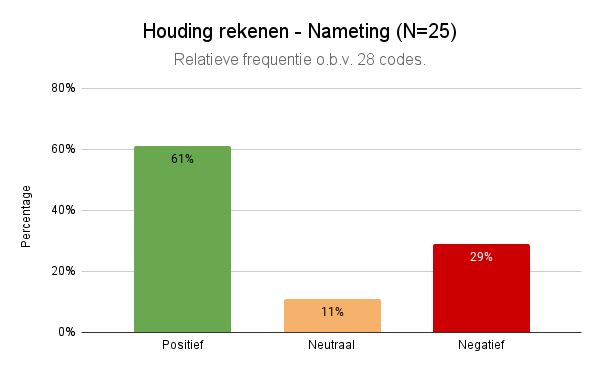 Houding rekenen - Nameting (N=25)
Relatieve frequentie o.b.v. 28 codes.
Percentage
80%
60%
40%
20%
0%
61%
11%
29%
Positief
Neutraal
Negatief